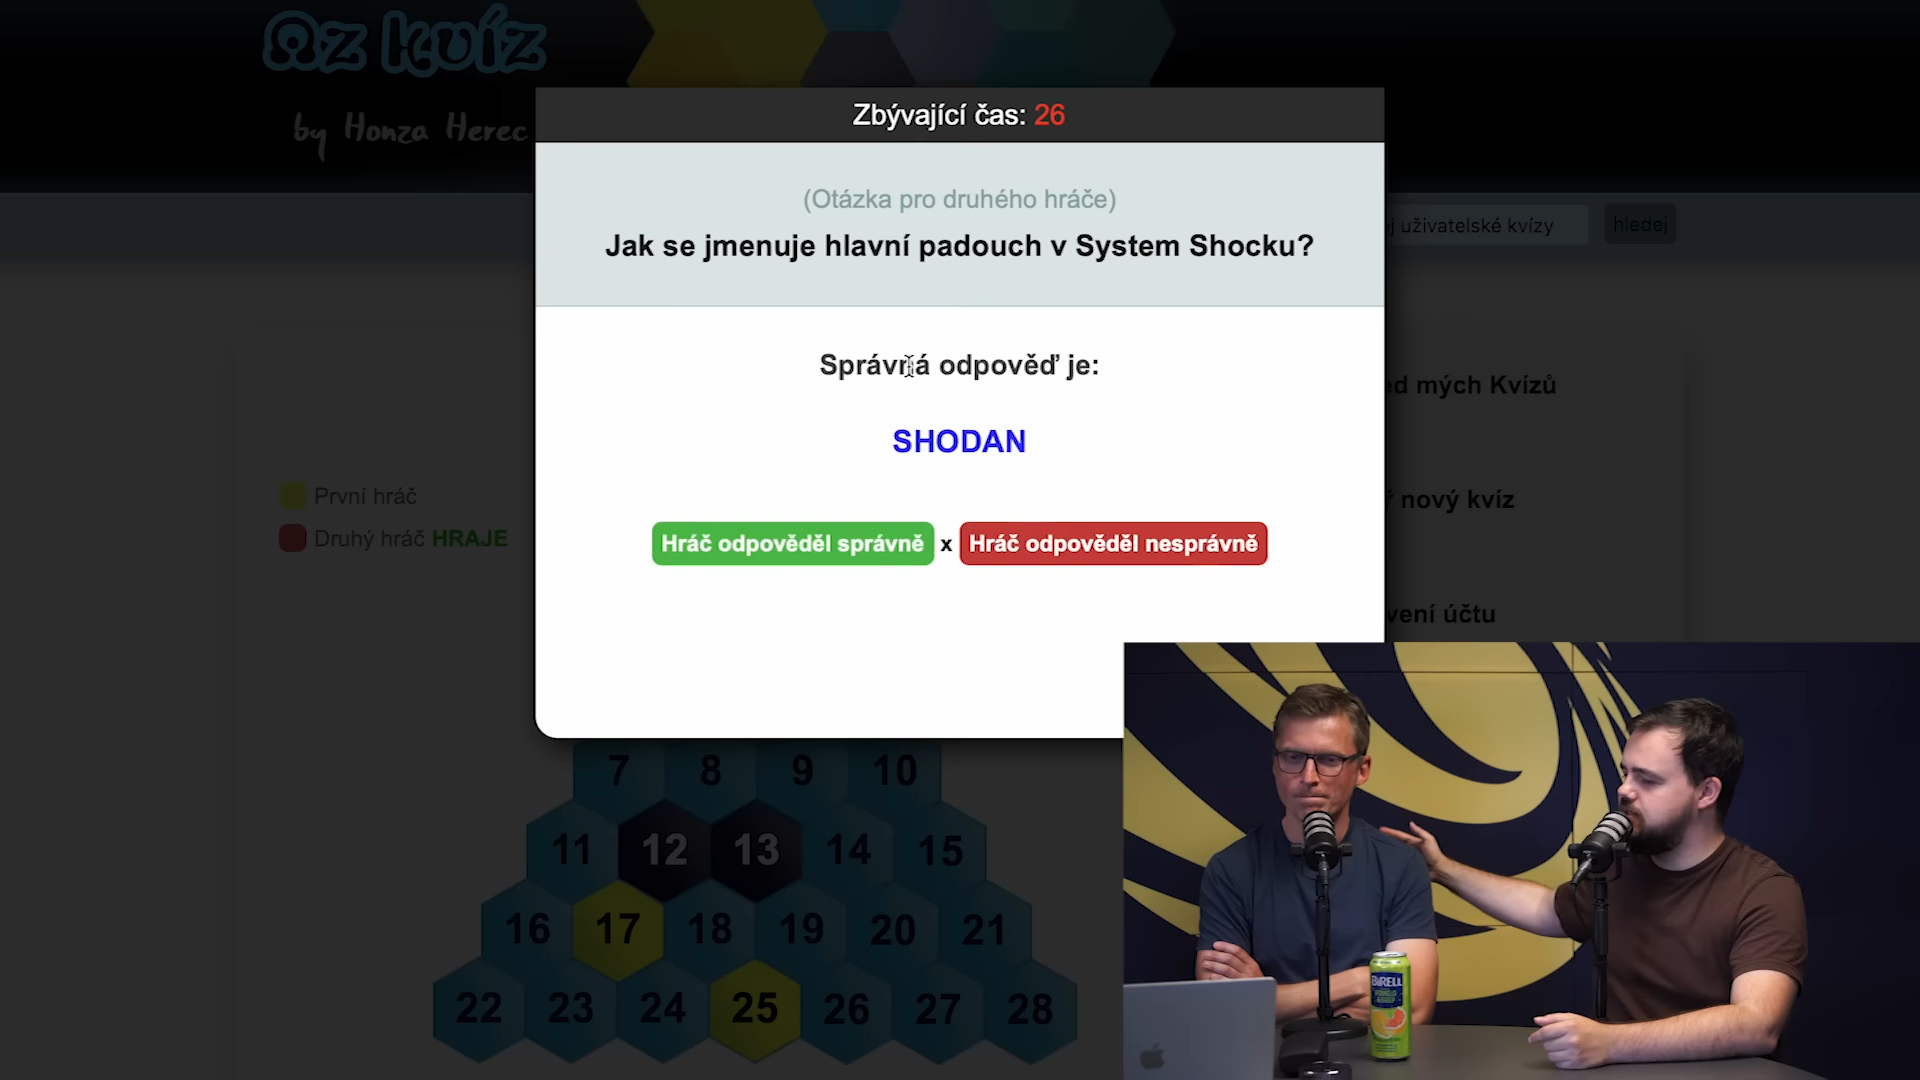 AZ kvíz
by Honza Herec
Zbývající čas: 26
(Otázka pro druhého hráče)
Jak se jmenuje hlavní padouch v System Shocku?
uživatelské kvízy
hledej
Správná odpověď je:
SHODAN
mých Kvízů
První hráč
Druhý hráč HRAJE
nový kvíz
Hráč odpověděl správně x Hráč odpověděl nesprávně
účtu
7 8 9 10
11 12 13 14 15
16 17 18 19 20 21
22 23 24 25 26 27 28
BIRELL
POMELO